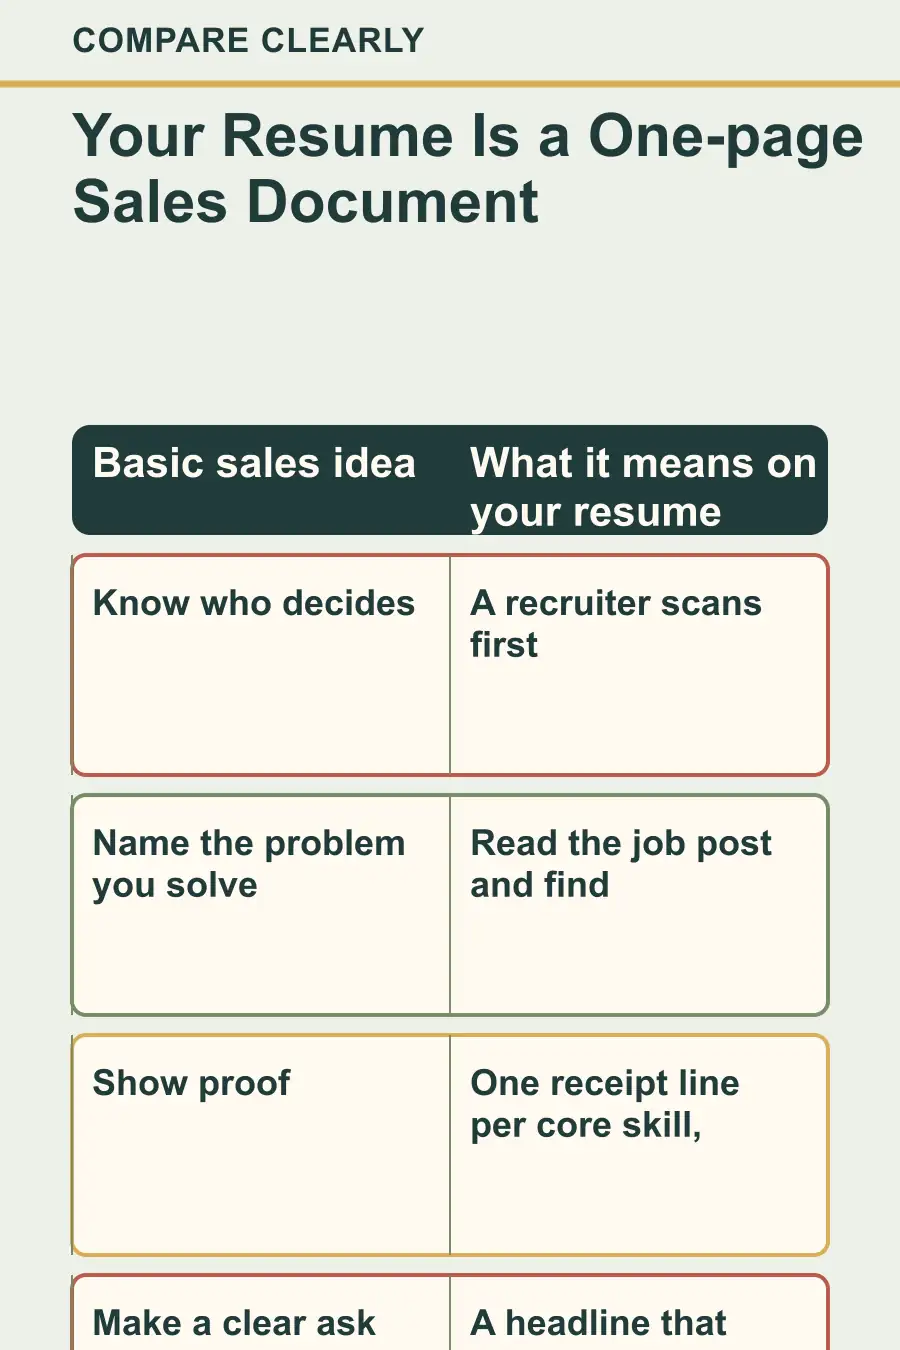 COMPARE CLEARLY
Your Resume Is a One-page
Sales Document
Basic sales idea
What it means on
your resume
Know who decides
A recruiter scans
first
Name the problem
you solve
Read the job post
and find
Show proof
One receipt line
per core skill,
Make a clear ask
A headline that